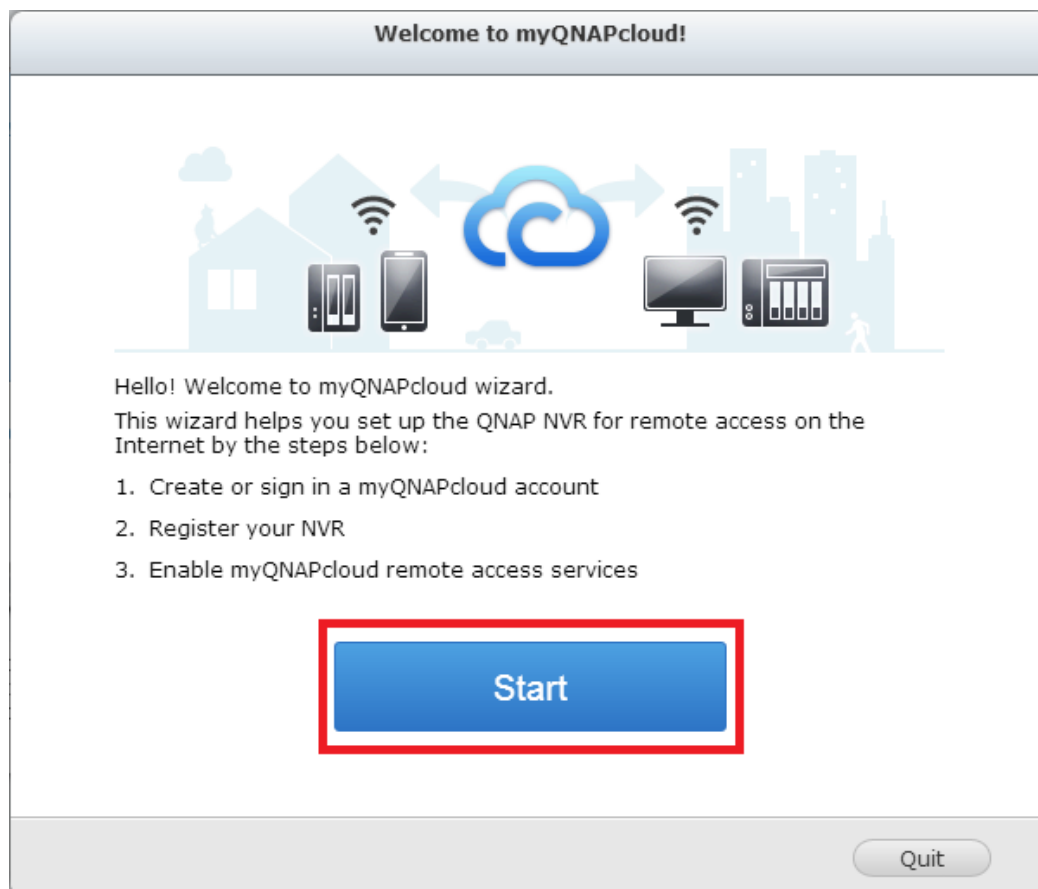 Welcome to myQNAPcloud!
Hello! Welcome to myQNAPcloud wizard.
This wizard helps you set up the QNAP NVR for remote access on the
Internet by the steps below:
1. Create or sign in a myQNAPcloud account
2. Register your NVR
3. Enable myQNAPcloud remote access services
Start
Quit